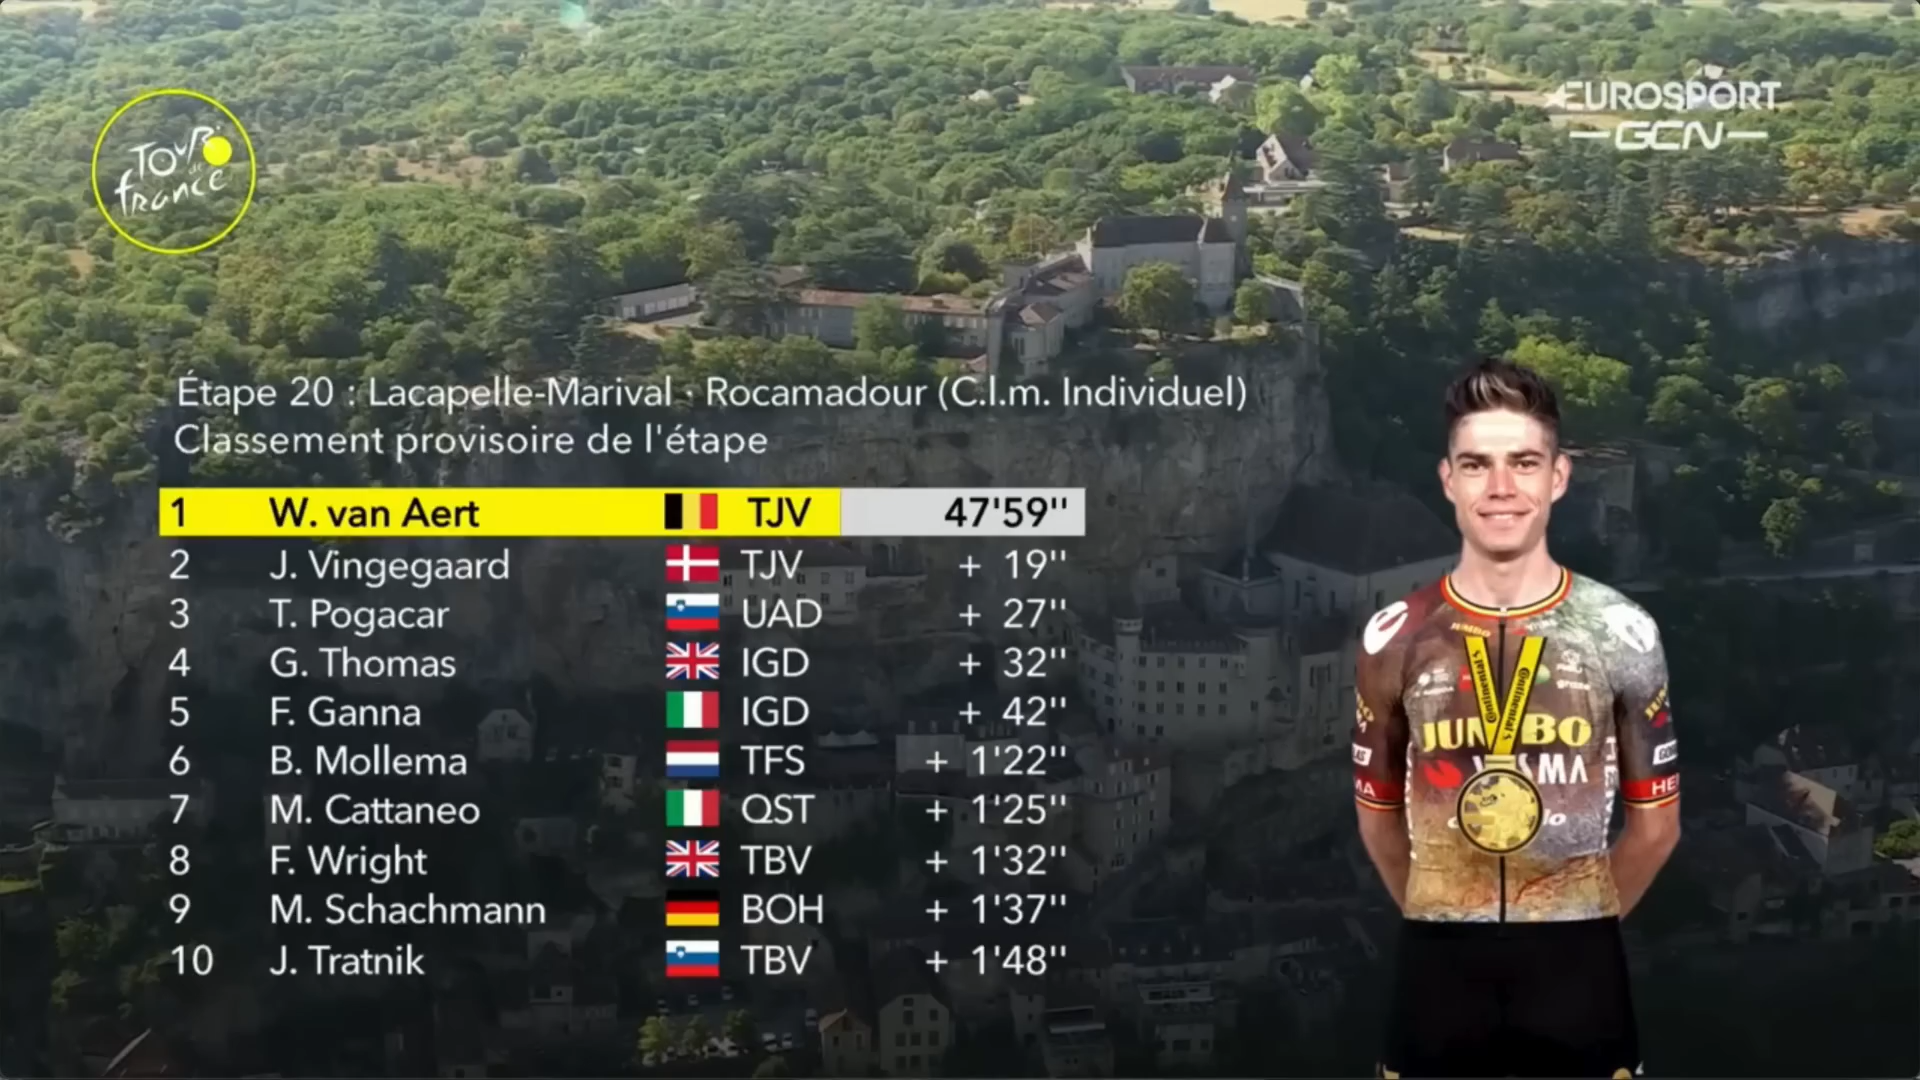 TOUR de france
EUROSPORT
GCN
Étape 20 : Lacapelle-Marival · Rocamadour (C.l.m. Individuel)
Classement provisoire de l'étape
1 W. van Aert TJV 47'59''
2 J. Vingegaard TJV + 19''
3 T. Pogacar UAD + 27''
4 G. Thomas IGD + 32''
5 F. Ganna IGD + 42''
6 B. Mollema TFS + 1'22''
7 M. Cattaneo QST + 1'25''
8 F. Wright TBV + 1'32''
9 M. Schachmann BOH + 1'37''
10 J. Tratnik TBV + 1'48''
JUMBO
Continental
Continental
JUMBO